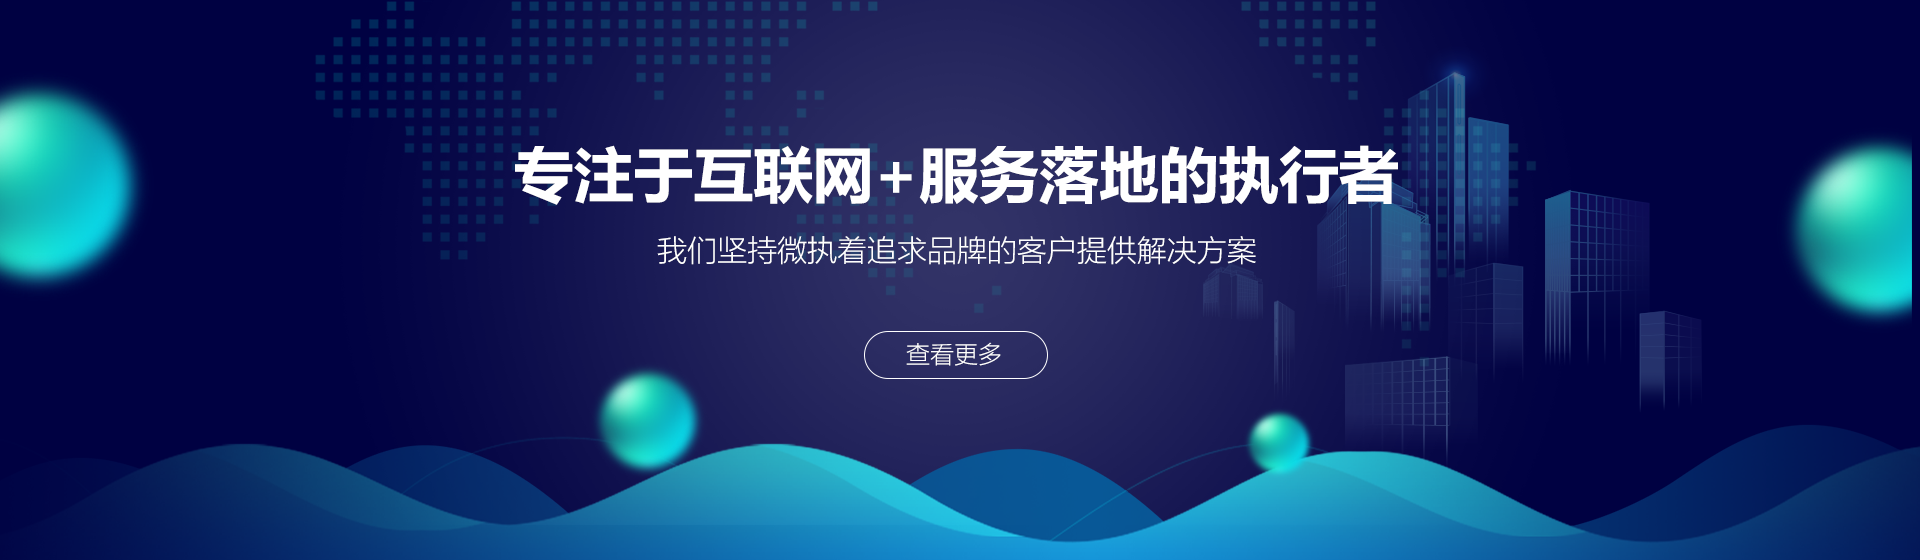 专注于互联网+服务落地的执行者
我们坚持微执着追求品牌的客户提供解决方案
查看更多